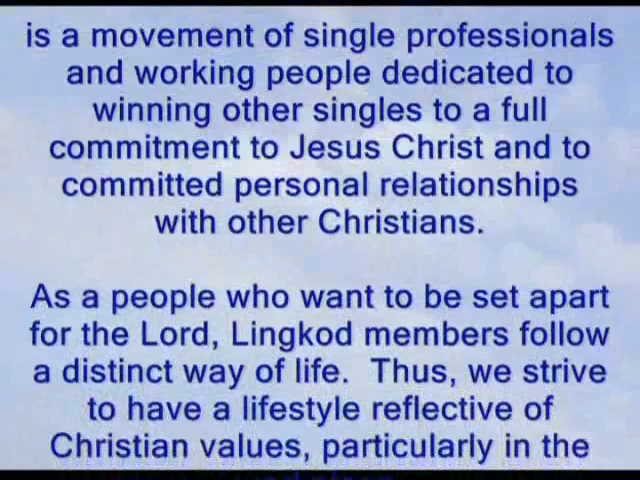 is a movement of single professionals
and working people dedicated to
winning other singles to a full
commitment to Jesus Christ and to
committed personal relationships
with other Christians.
As a people who want to be set apart
for the Lord, Lingkod members follow
a distinct way of life.  Thus, we strive
to have a lifestyle reflective of
Christian values, particularly in the